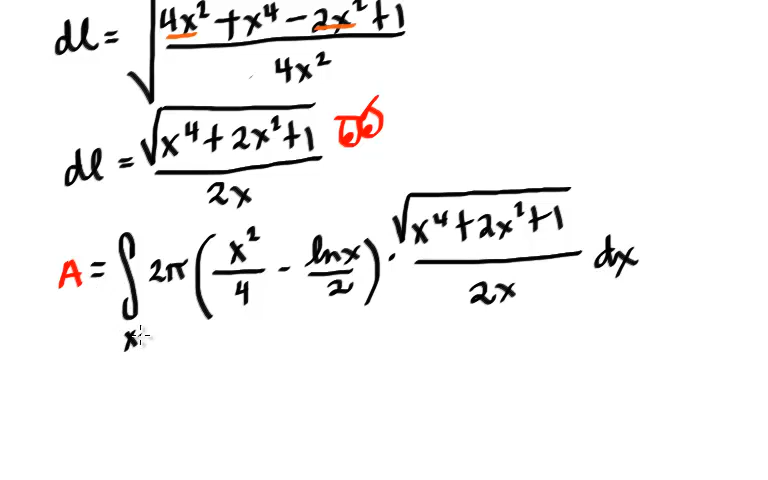 dl = √(4x² + x⁴ - 2x² + 1 / 4x²)
dl = √(x⁴ + 2x² + 1) / 2x
A = ∫ₓ 2π (x²/4 - lnx/2) · √(x⁴ + 2x² + 1) / 2x dx